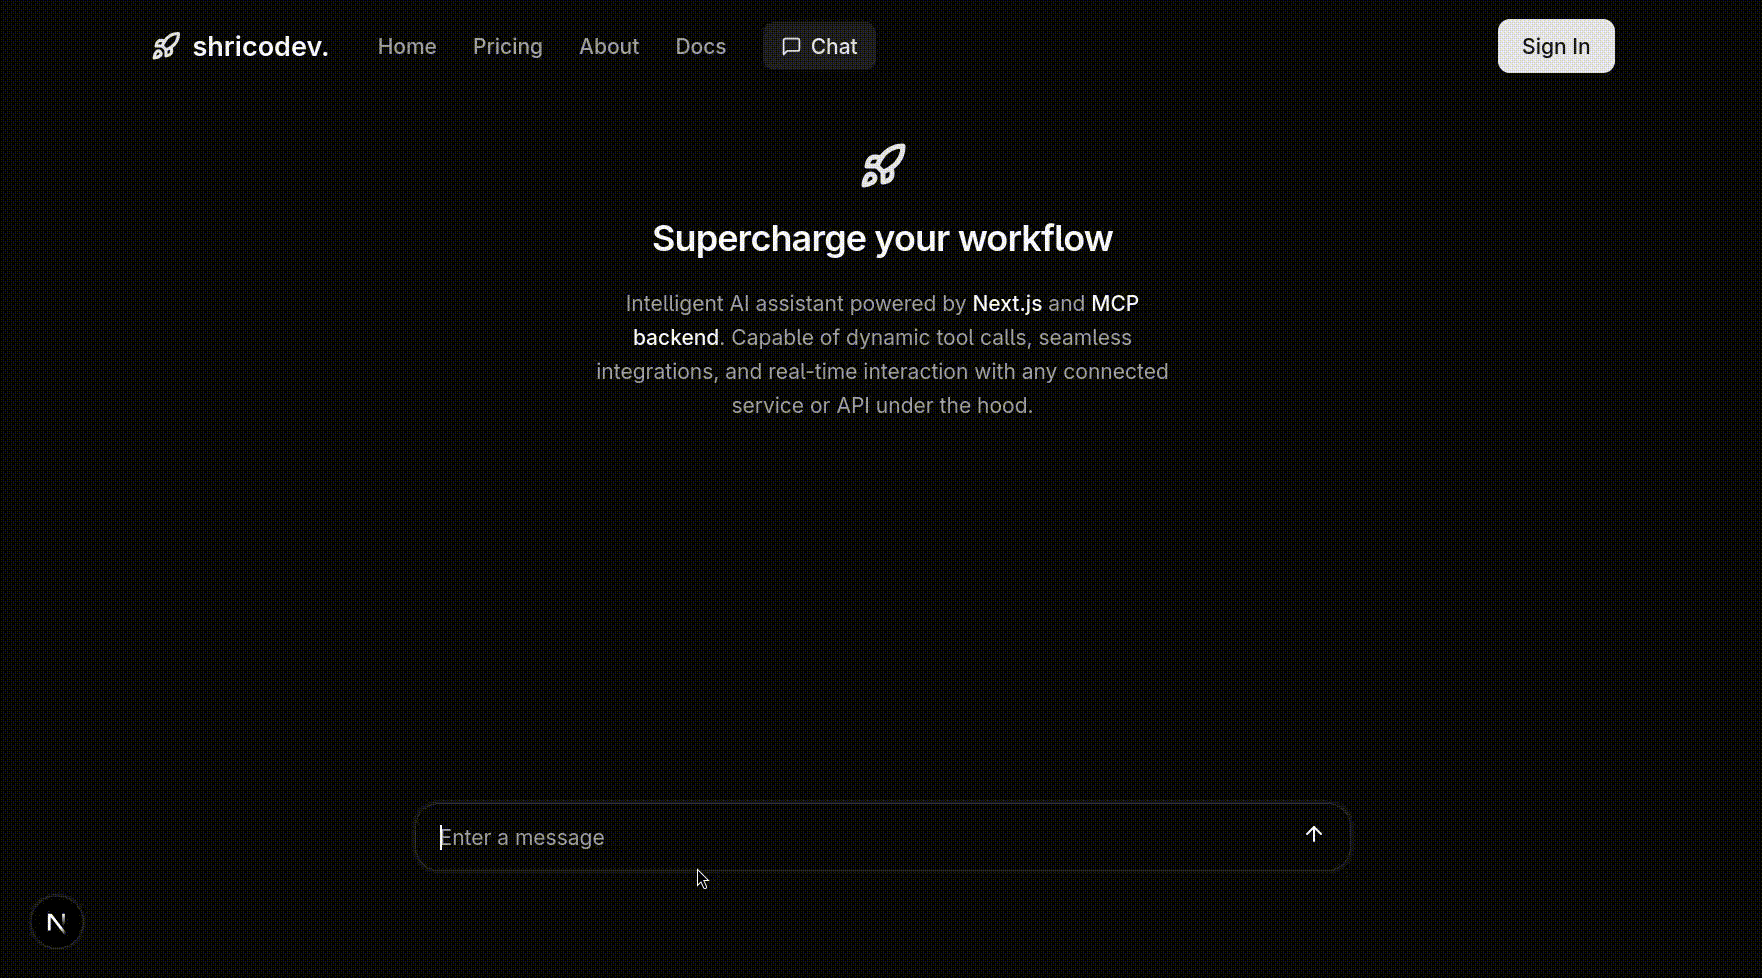 shricodev. Home Pricing About Docs Chat Sign In
Supercharge your workflow
Intelligent AI assistant powered by Next.js and MCP
backend. Capable of dynamic tool calls, seamless
integrations, and real-time interaction with any connected
service or API under the hood.
Enter a message
N